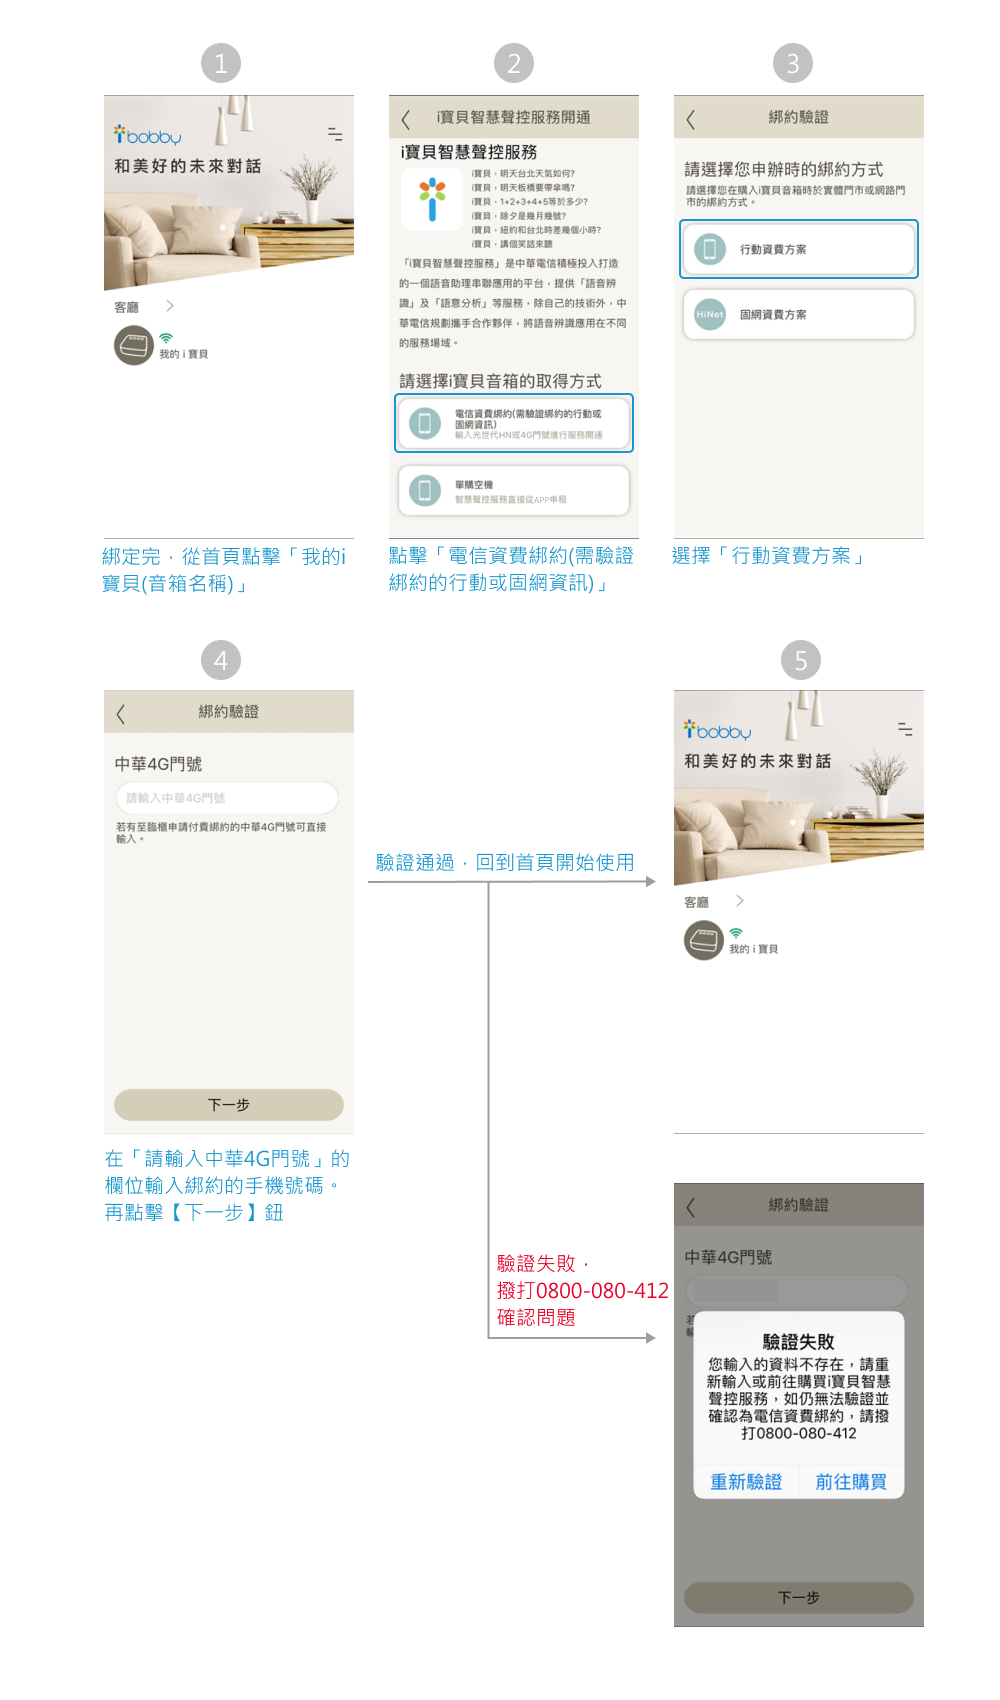 1
ibobby
和美好的未來對話
客廳 >
我的 i 寶貝
綁定完，從首頁點擊「我的i
寶貝(音箱名稱)」
2
i寶貝智慧聲控服務開通
i寶貝智慧聲控服務
i寶貝，明天台北天氣如何?
i寶貝，明天板橋要帶傘嗎?
i寶貝，1+2+3+4+5等於多少?
i寶貝，除夕是幾月幾號?
i寶貝，紐約和台北時差幾個小時?
i寶貝，講個笑話來聽
「i寶貝智慧聲控服務」是中華電信積極投入打造
的一個語音助理串聯應用的平台，提供「語音辨
識」及「語意分析」等服務，除自己的技術外，中
華電信規劃攜手合作夥伴，將語音辨識應用在不同
的服務場域。
請選擇i寶貝音箱的取得方式
電信資費綁約(需驗證綁約的行動或
固網資訊)
輸入光世代HN或4G門號進行服務開通
單購空機
智慧聲控服務直接從APP申租
點擊「電信資費綁約(需驗證
綁約的行動或固網資訊)」
3
綁約驗證
請選擇您申辦時的綁約方式
請選擇您在購入i寶貝音箱時於實體門市或網路門
市的綁約方式。
行動資費方案
HiNet
固網資費方案
選擇「行動資費方案」
4
綁約驗證
中華4G門號
請輸入中華4G門號
若有至臨櫃申請付費綁約的中華4G門號可直接
輸入。
下一步
在「請輸入中華4G門號」的
欄位輸入綁約的手機號碼。
再點擊【下一步】鈕
驗證通過，回到首頁開始使用
5
ibobby
和美好的未來對話
客廳 >
我的 i 寶貝
驗證失敗，
撥打0800-080-412
確認問題
綁約驗證
中華4G門號
若
輸
驗證失敗
您輸入的資料不存在，請重
新輸入或前往購買i寶貝智慧
聲控服務，如仍無法驗證並
確認為電信資費綁約，請撥
打0800-080-412
重新驗證 前往購買
下一步